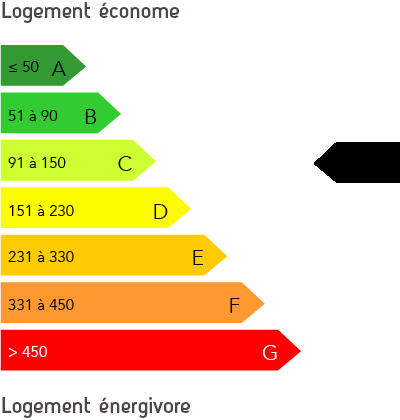 Logement économe
≤ 50 A
51 à 90 B
91 à 150 C
151 à 230 D
231 à 330 E
331 à 450 F
> 450 G
Logement énergivore